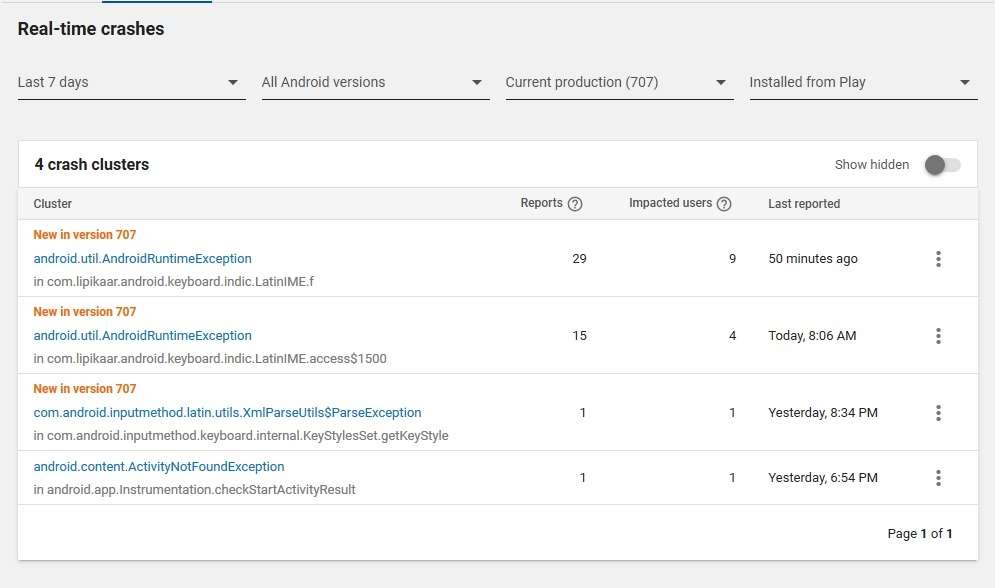 Real-time crashes
Last 7 days All Android versions Current production (707) Installed from Play
4 crash clusters Show hidden
Cluster Reports ? Impacted users ? Last reported
New in version 707
android.util.AndroidRuntimeException 29 9 50 minutes ago
in com.lipikaar.android.keyboard.indic.LatinIME.f
New in version 707
android.util.AndroidRuntimeException 15 4 Today, 8:06 AM
in com.lipikaar.android.keyboard.indic.LatinIME.access$1500
New in version 707
com.android.inputmethod.latin.utils.XmlParseUtils$ParseException 1 1 Yesterday, 8:34 PM
in com.android.inputmethod.keyboard.internal.KeyStylesSet.getKeyStyle
android.content.ActivityNotFoundException
1 1 Yesterday, 6:54 PM
in android.app.Instrumentation.checkStartActivityResult
Page 1 of 1